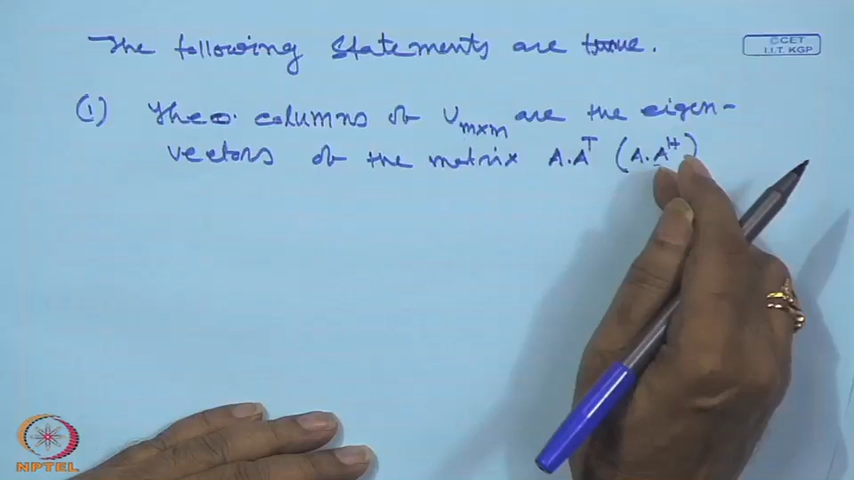 The following statements are true.
©CET
I.I.T. KGP
(1) The columns of U_{m×m} are the eigen-
vectors of the matrix A.A^T (A.A^H)
NPTEL